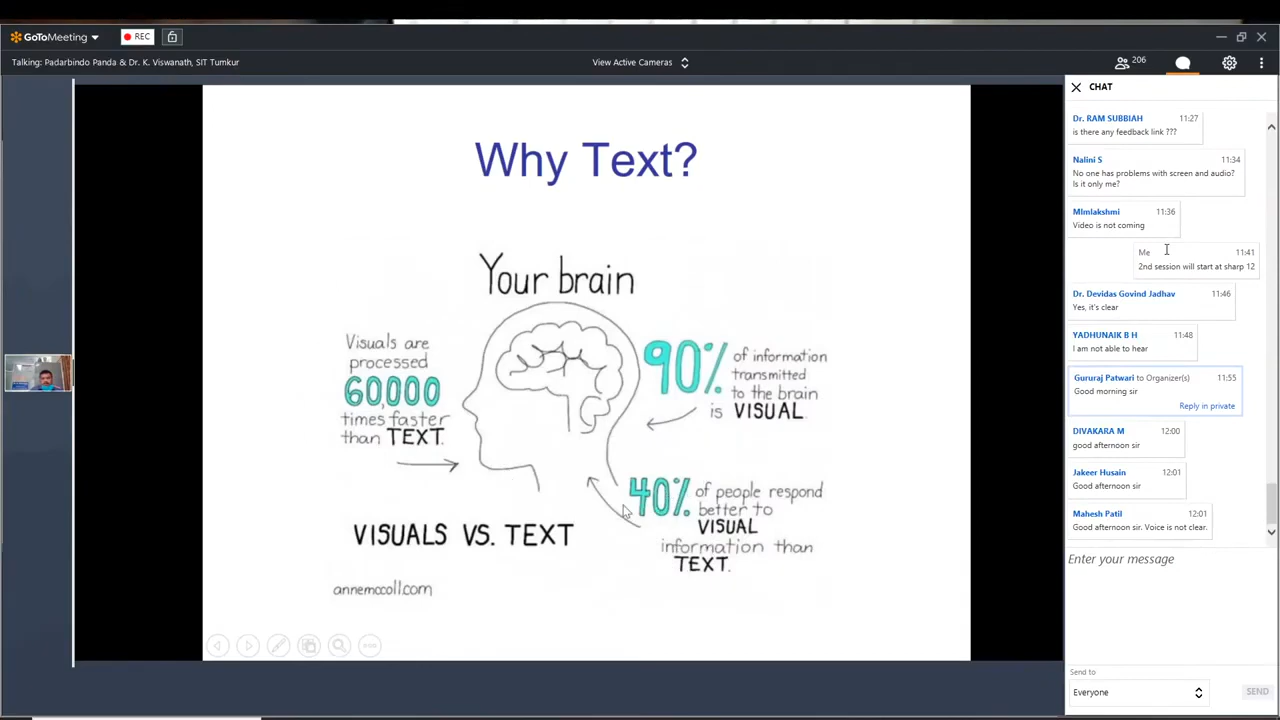 GoToMeeting
REC
Talking: Padarbindo Panda & Dr. K. Viswanath, SIT Tumkur
View Active Cameras
206
Why Text?
Your brain
Visuals are
processed
60,000
times faster
than TEXT.
90% of information
transmitted
to the brain
is VISUAL.
40% of people respond
better to
VISUAL
information than
TEXT.
VISUALS VS. TEXT
annemccoll.com
CHAT
Dr. RAM SUBBIAH 11:27
is there any feedback link ???
Nalini S 11:34
No one has problems with screen and audio?
Is it only me?
Mlmlakshmi 11:36
Video is not coming
Me 11:41
2nd session will start at sharp 12
Dr. Devidas Govind Jadhav 11:46
Yes, it's clear
YADHUNAIK B H 11:48
I am not able to hear
Gururaj Patwari to Organizer(s) 11:55
Good morning sir
Reply in private
DIVAKARA M 12:00
good afternoon sir
Jakeer Husain 12:01
Good afternoon sir
Mahesh Patil 12:01
Good afternoon sir. Voice is not clear.
Enter your message
Send to
Everyone
SEND